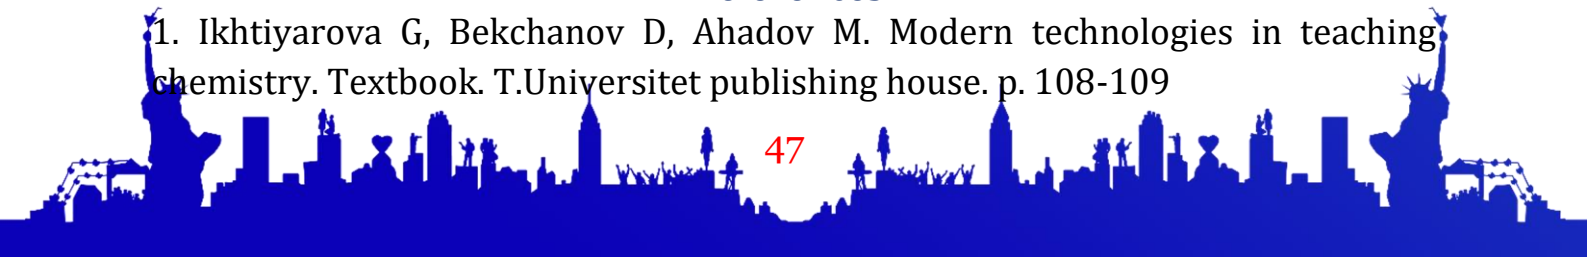 1. Ikhtiyarova G, Bekchanov D, Ahadov M. Modern technologies in teaching
chemistry. Textbook. T.Universitet publishing house. p. 108-109
47